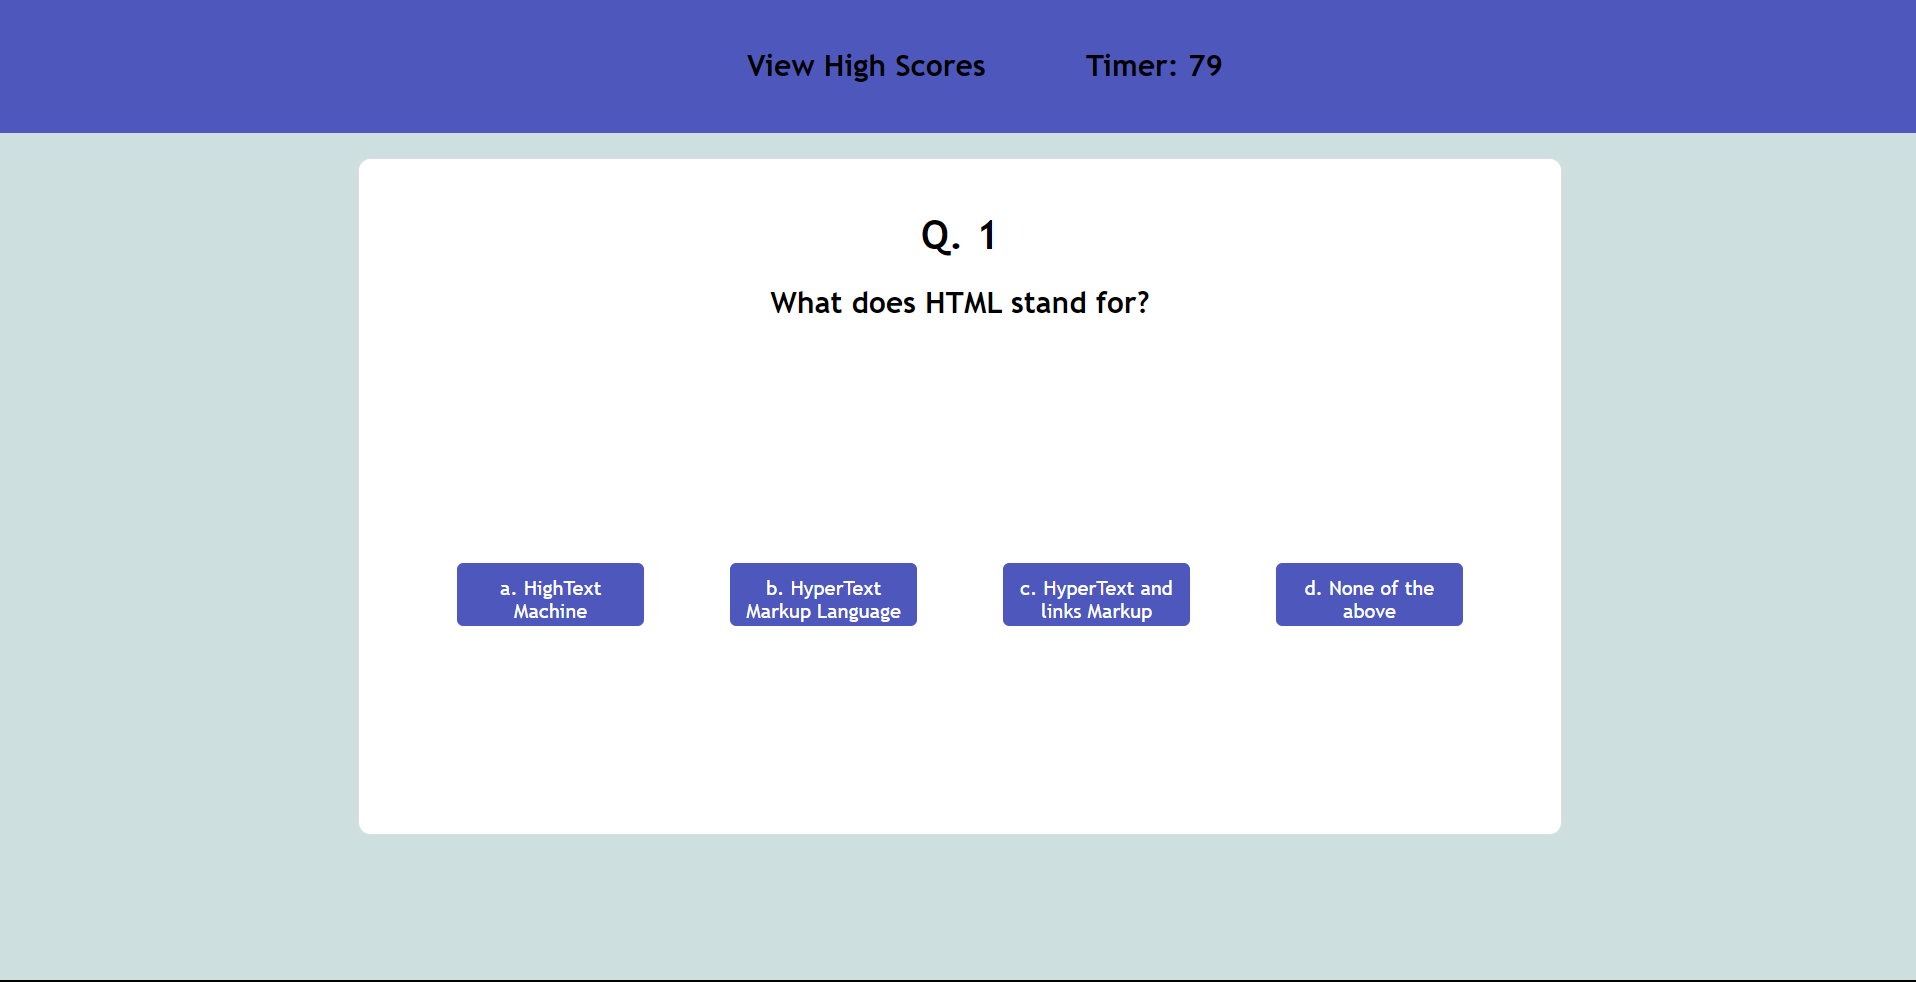 View High Scores
Timer: 79
Q. 1
What does HTML stand for?
a. HighText
Machine
b. HyperText
Markup Language
c. HyperText and
links Markup
d. None of the
above